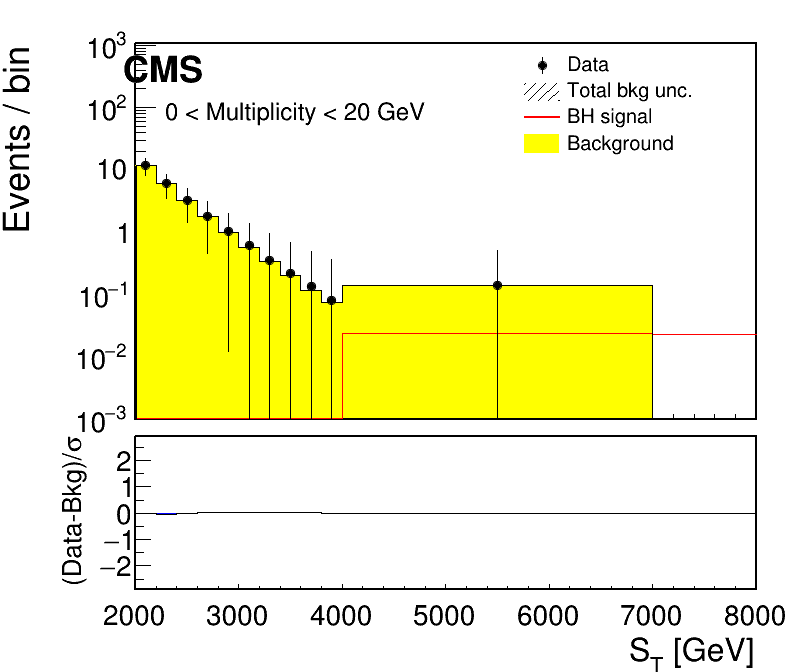 Events / bin
10³
10²
10
1
10⁻¹
10⁻²
10⁻³
CMS
0 < Multiplicity < 20 GeV
Data
Total bkg unc.
BH signal
Background
(Data-Bkg)/σ
2
1
0
−1
−2
2000 3000 4000 5000 6000 7000 8000
S_T [GeV]